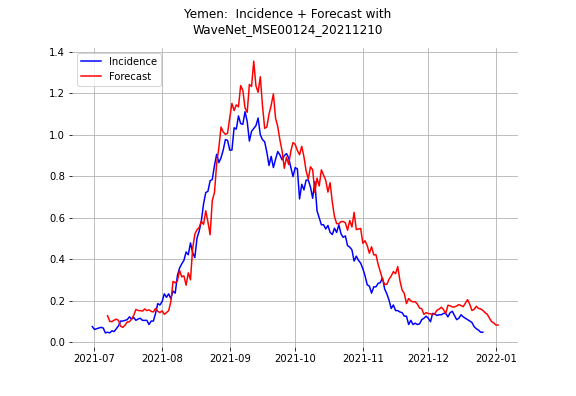 Yemen:  Incidence + Forecast with
WaveNet_MSE00124_20211210
Incidence
Forecast
1.4
1.2
1.0
0.8
0.6
0.4
0.2
0.0
2021-07 2021-08 2021-09 2021-10 2021-11 2021-12 2022-01